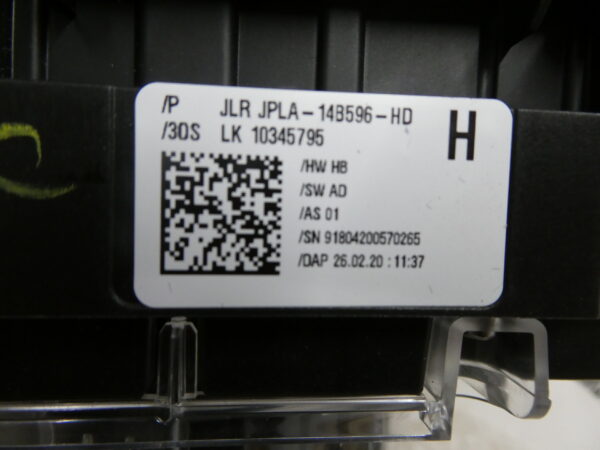 /P JLR JPLA-14B596-HD
/3OS LK 10345795
H
/HW HB
/SW AD
/AS 01
/SN 91804200570265
/DAP 26.02.20 : 11:37